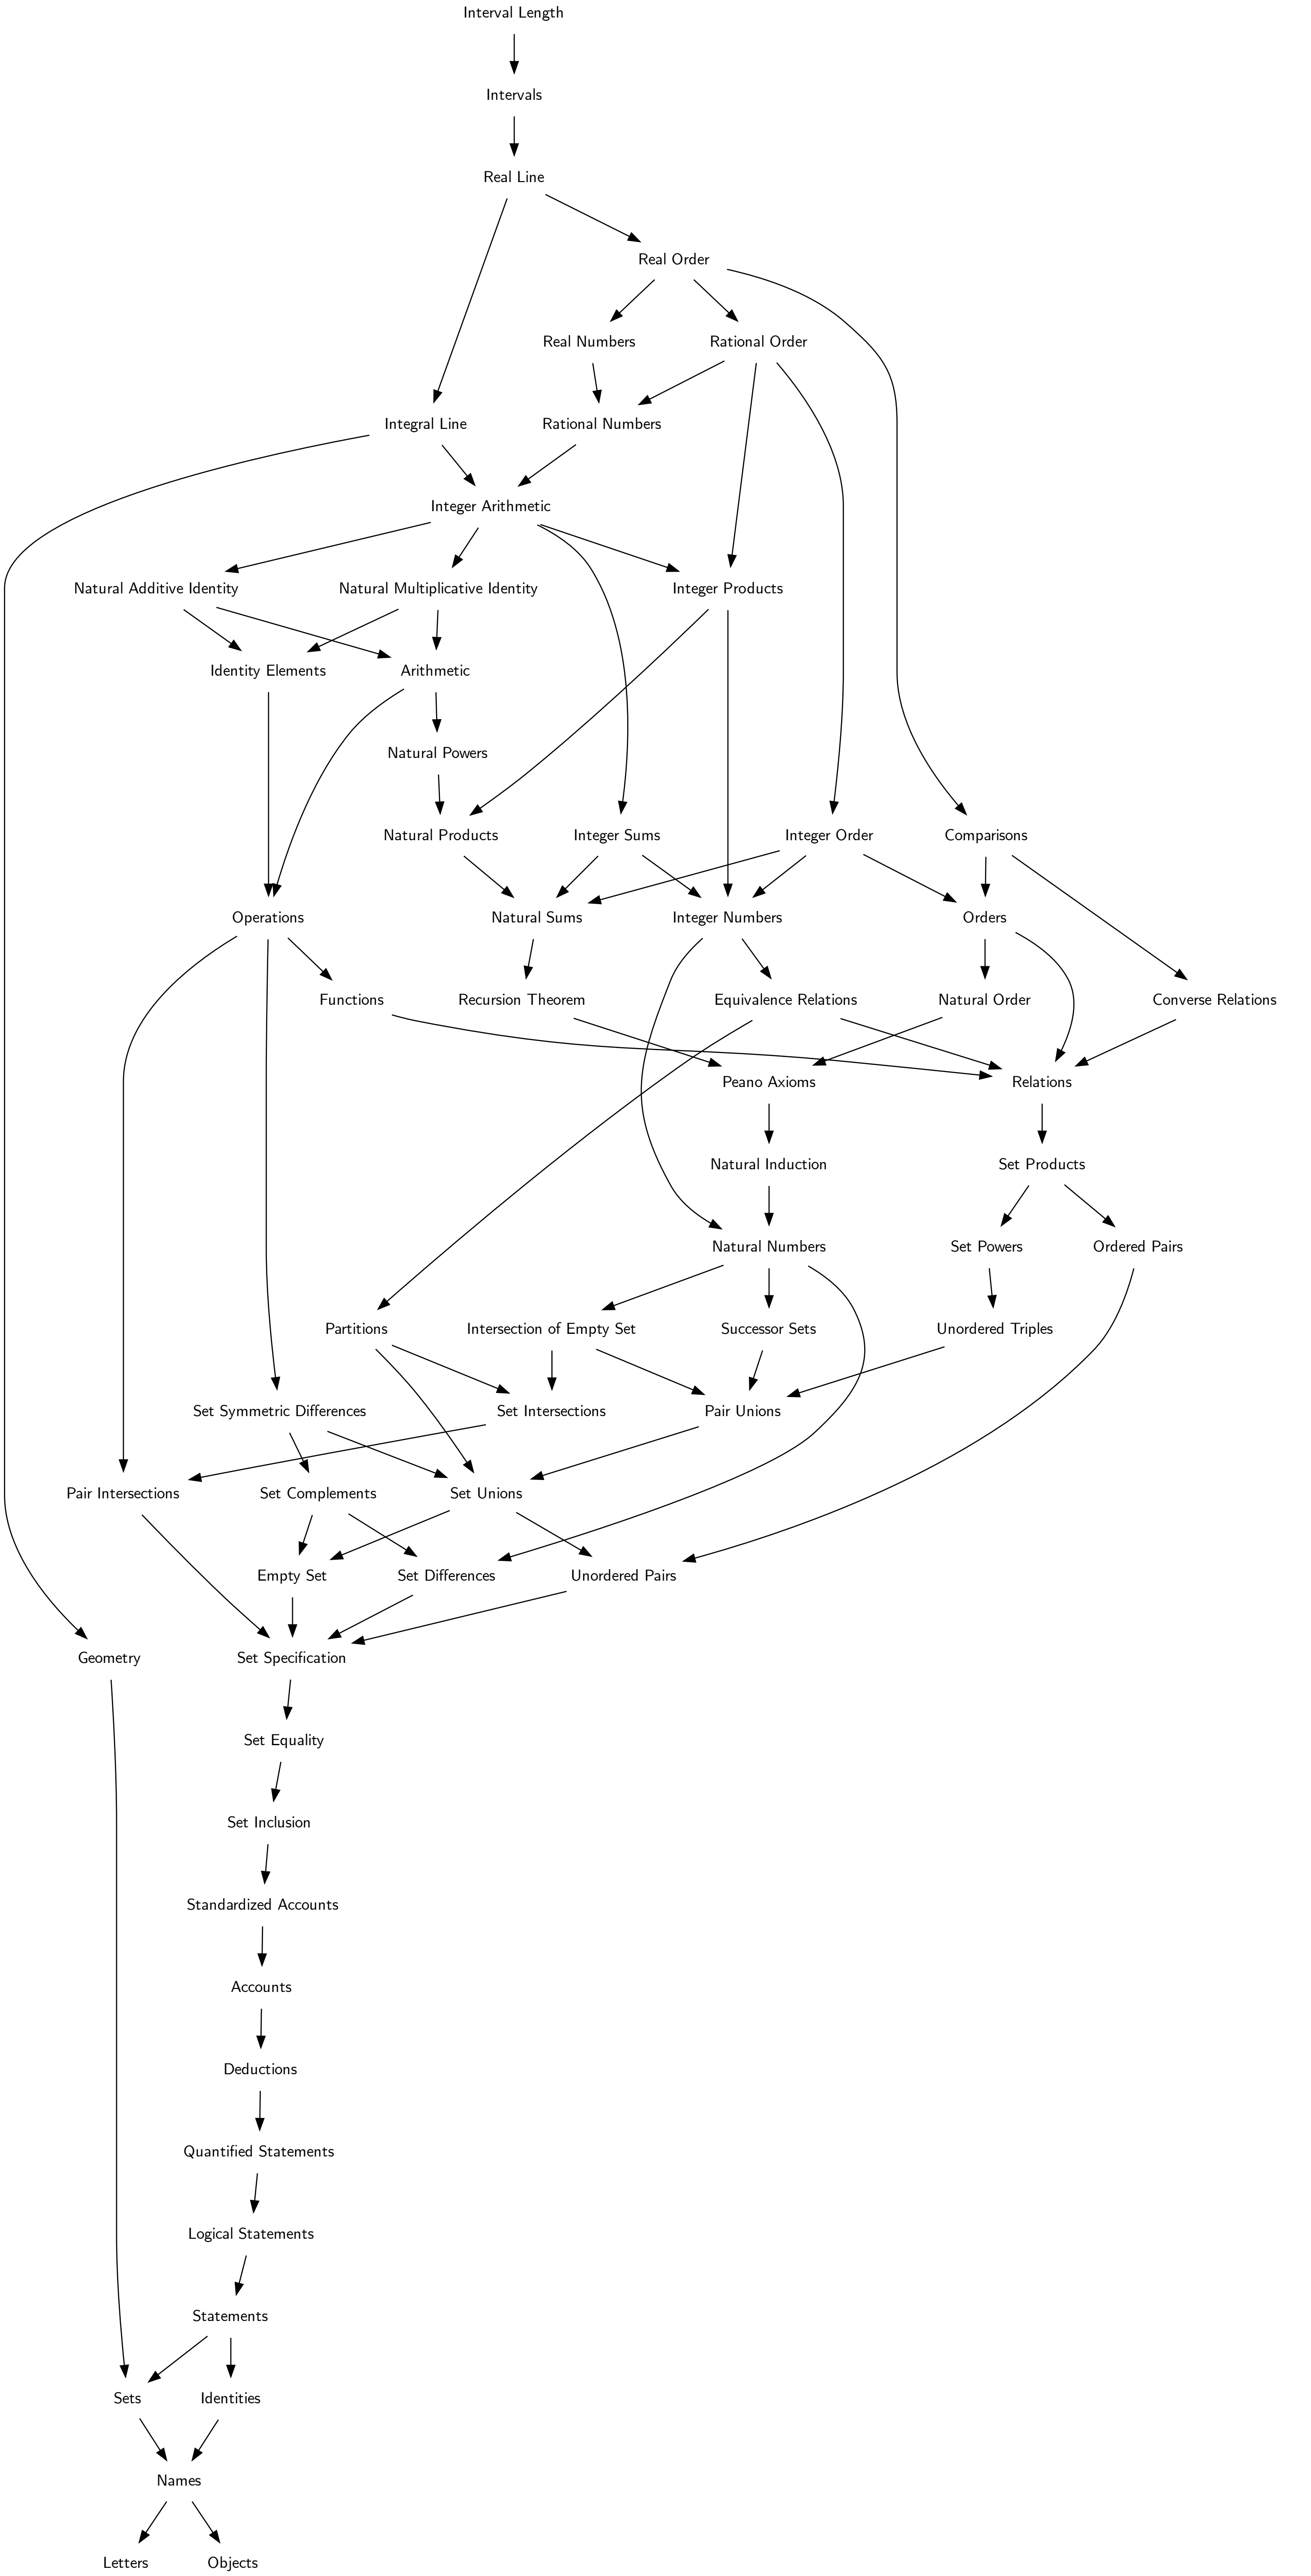 Interval Length
Intervals
Real Line
Real Order
Real Numbers
Rational Order
Integral Line
Rational Numbers
Integer Arithmetic
Natural Additive Identity
Natural Multiplicative Identity
Integer Products
Identity Elements
Arithmetic
Natural Powers
Natural Products
Integer Sums
Integer Order
Comparisons
Operations
Natural Sums
Integer Numbers
Orders
Functions
Recursion Theorem
Equivalence Relations
Natural Order
Converse Relations
Peano Axioms
Relations
Natural Induction
Set Products
Natural Numbers
Set Powers
Ordered Pairs
Partitions
Intersection of Empty Set
Successor Sets
Unordered Triples
Set Symmetric Differences
Set Intersections
Pair Unions
Pair Intersections
Set Complements
Set Unions
Empty Set
Set Differences
Unordered Pairs
Geometry
Set Specification
Set Equality
Set Inclusion
Standardized Accounts
Accounts
Deductions
Quantified Statements
Logical Statements
Statements
Sets
Identities
Names
Letters
Objects